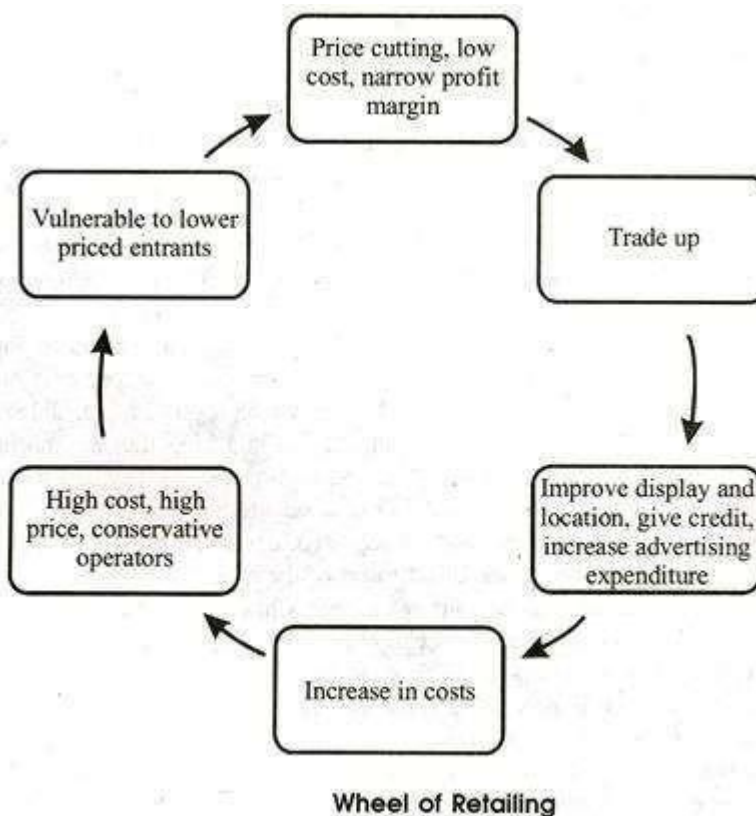 Price cutting, low
cost, narrow profit
margin
Trade up
Improve display and
location, give credit,
increase advertising
expenditure
Increase in costs
High cost, high
price, conservative
operators
Vulnerable to lower
priced entrants
Wheel of Retailing